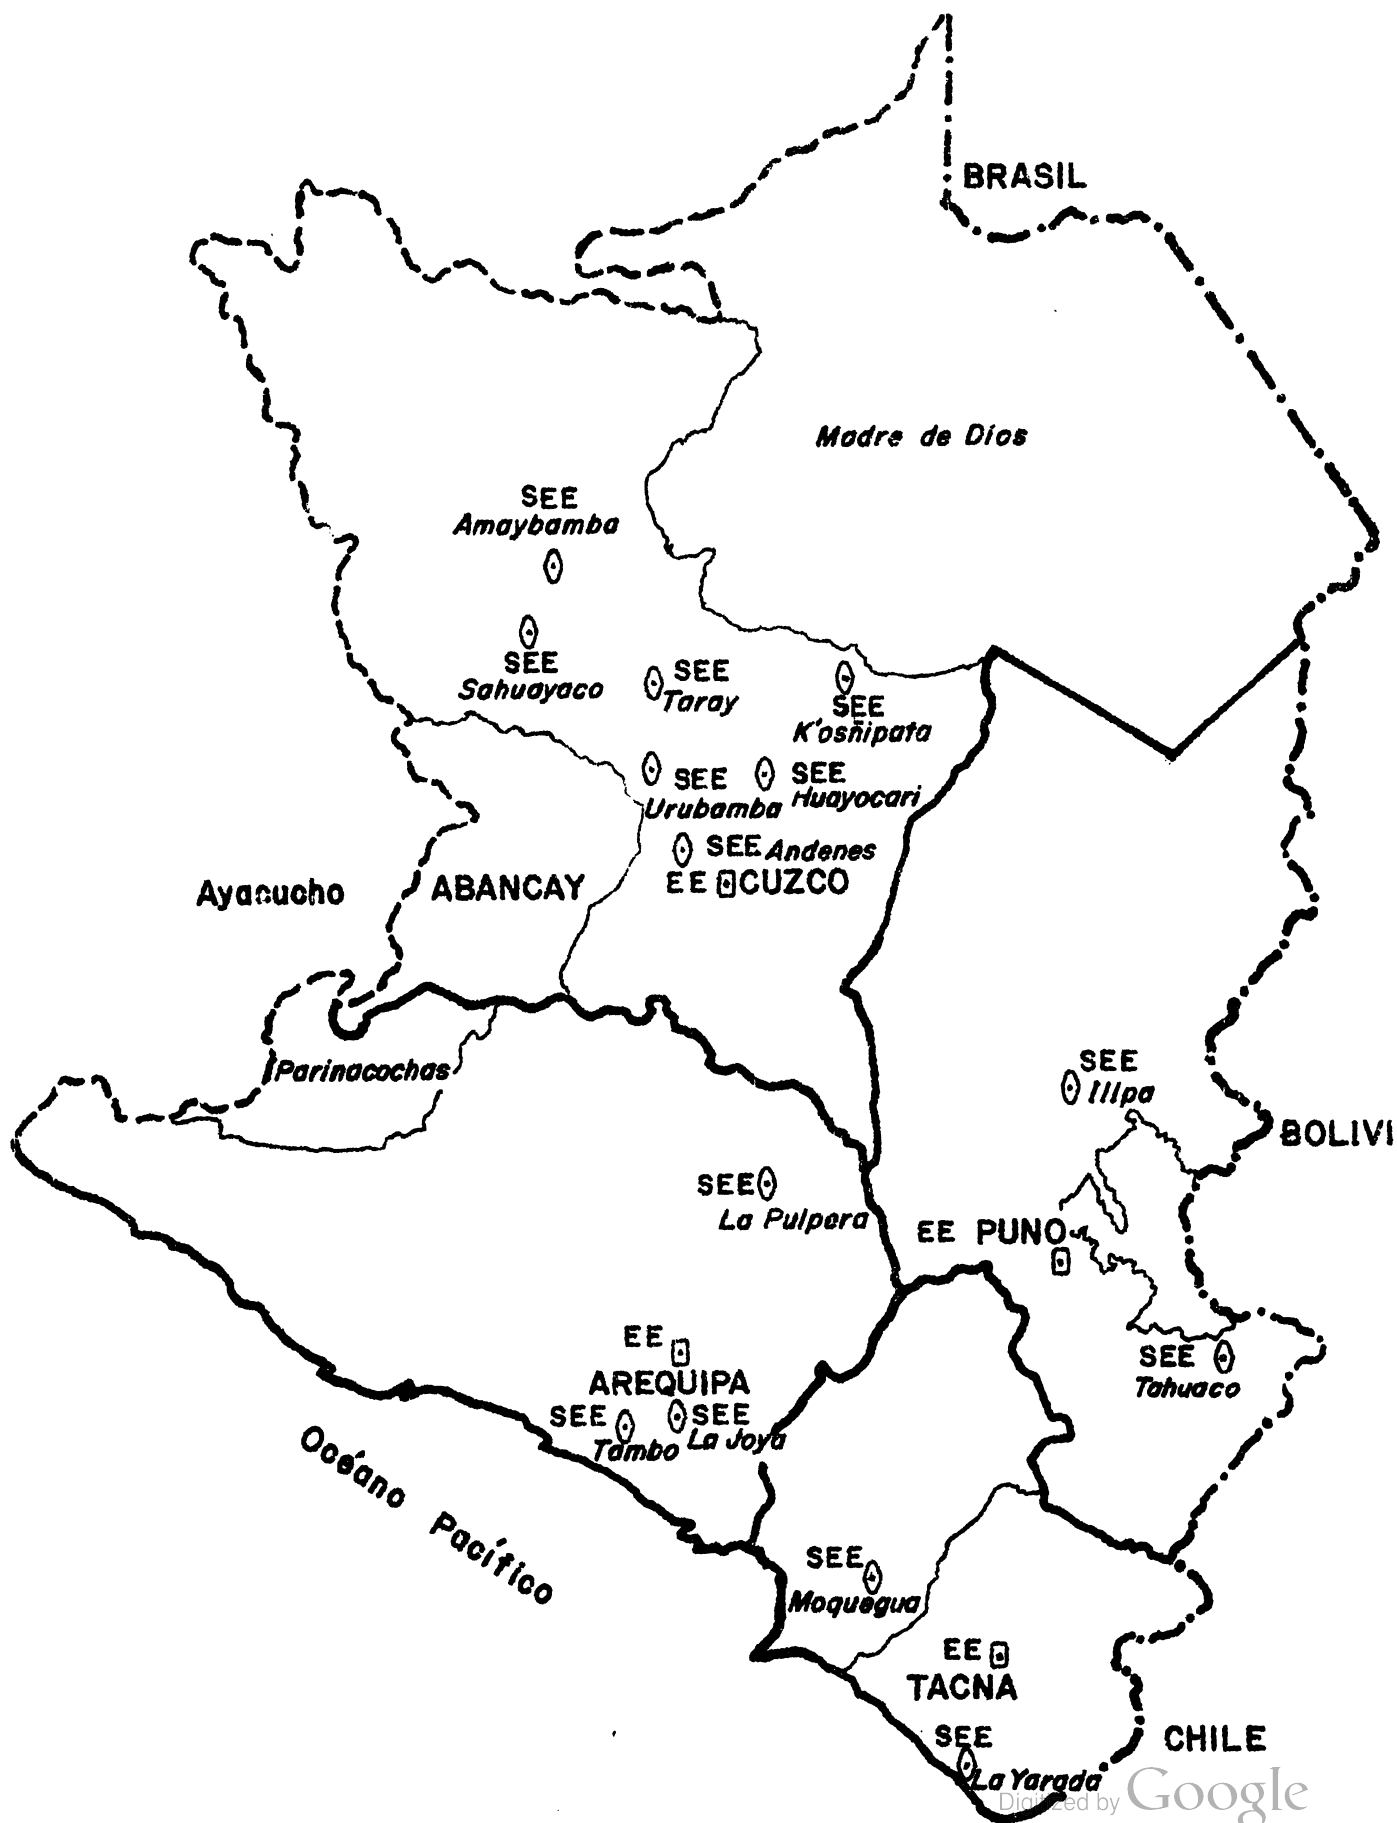 BRASIL
Madre de Dios
SEE
Amaybamba
SEE
Sahuayaco
SEE
Taray
SEE
K'osñipata
SEE
Urubamba
SEE
Huayocari
SEE Andenes
EE CUZCO
Ayacucho
ABANCAY
Parinacochas
SEE
Illpa
BOLIVI
SEE
La Pulpera
EE PUNO
EE
AREQUIPA
SEE
Tambo
SEE
La Joya
SEE
Tahuaco
Océano Pacífico
SEE
Moquegua
EE
TACNA
SEE
La Yarada
CHILE
Digitized by Google